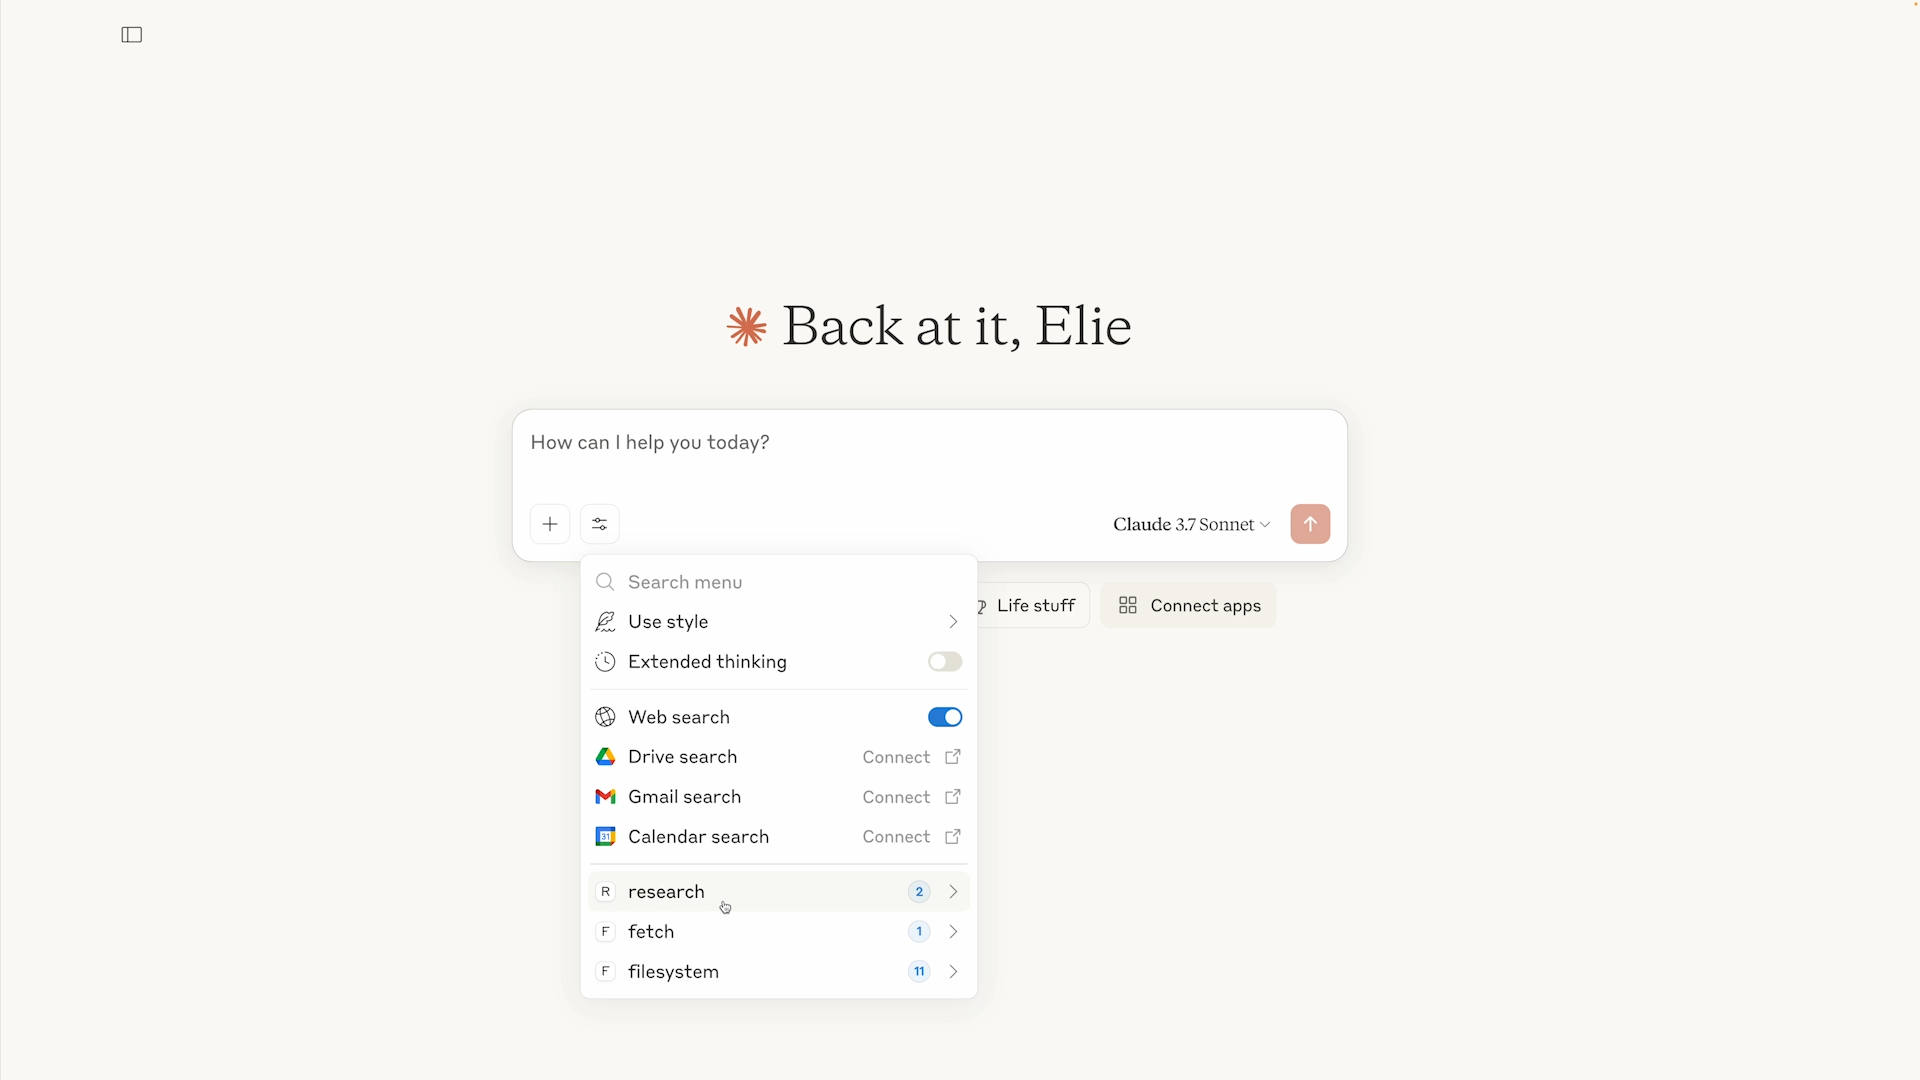 Back at it, Elie
How can I help you today?
Claude 3.7 Sonnet
Search menu
Use style
Extended thinking
Life stuff
Connect apps
Web search
Drive search Connect
Gmail search Connect
31 Calendar search Connect
R research 2
F fetch 1
F filesystem 11